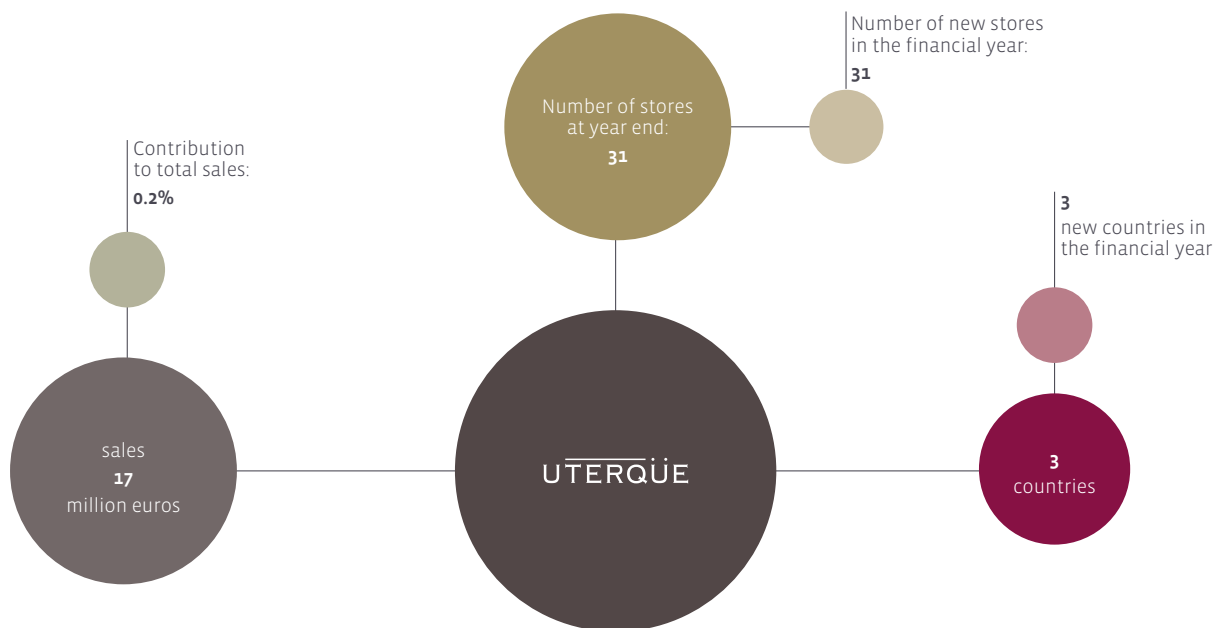 Number of new stores
in the financial year:
31
Number of stores
at year end:
31
Contribution
to total sales:
0.2%
3
new countries in
the financial year
sales
17
million euros
UTERQÜE
3
countries